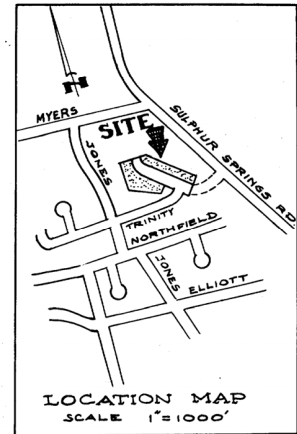 MYERS
SITE
SULPHUR SPRINGS RD.
JONES
TRINITY
NORTHFIELD
JONES
ELLIOTT
LOCATION MAP
SCALE 1"=1000'